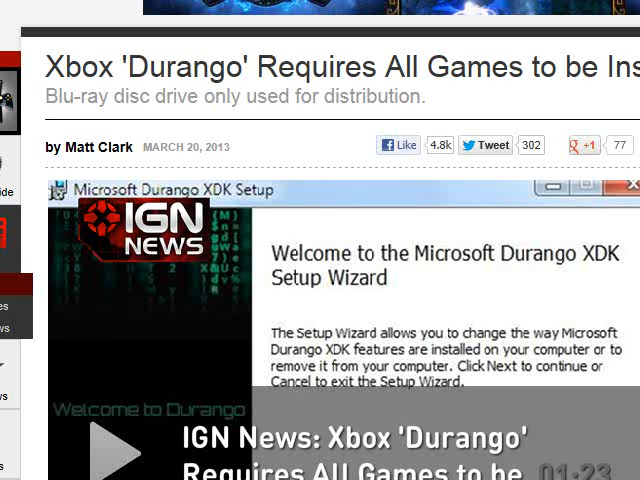 Xbox 'Durango' Requires All Games to be Ins
Blu-ray disc drive only used for distribution.
by Matt Clark MARCH 20, 2013
Like 4.8k Tweet 302 +1 77
ide
Microsoft Durango XDK Setup
IGN
NEWS
Welcome to the Microsoft Durango XDK
Setup Wizard
es
ws
The Setup Wizard allows you to change the way Microsoft
Durango XDK features are installed on your computer or to
remove it from your computer. Click Next to continue or
Cancel to exit the Setup Wizard.
ws
Welcome to Durango
IGN News: Xbox 'Durango'
Requires All Games to be 01:23
s